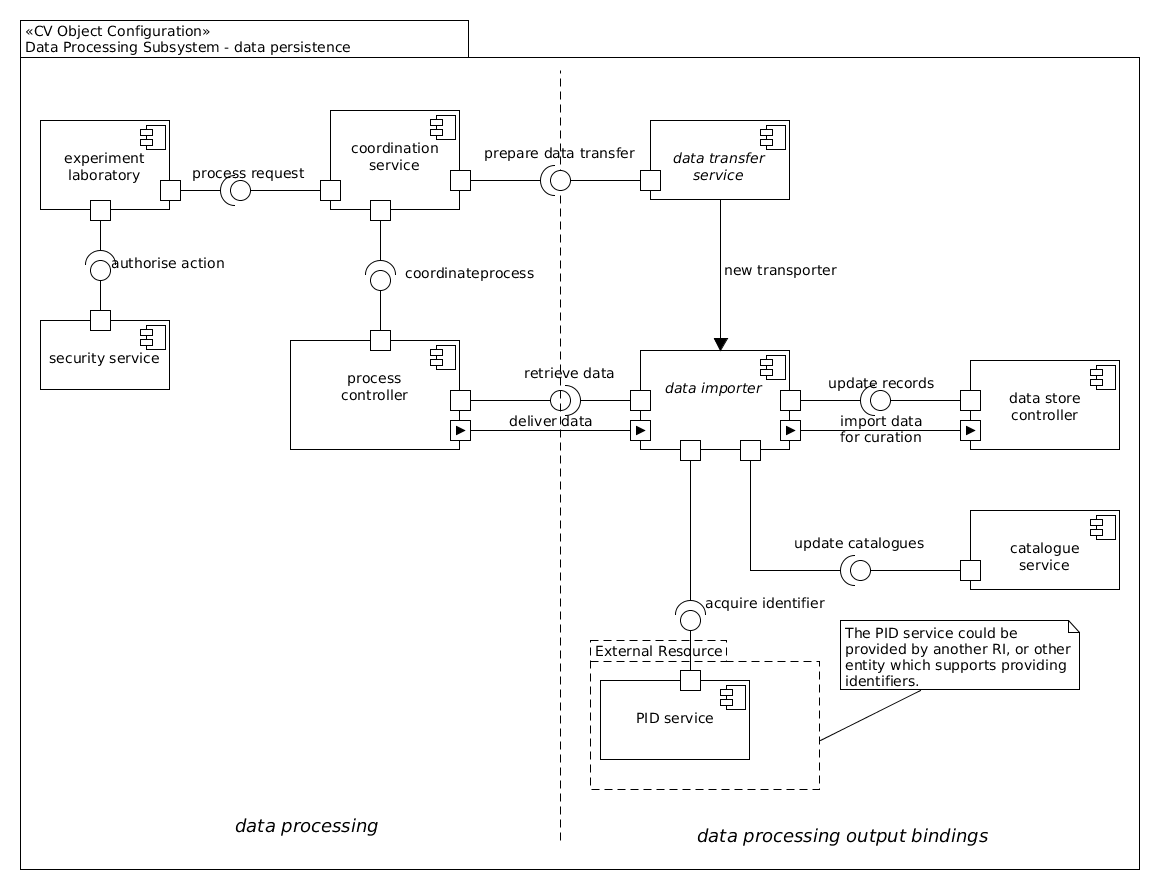 «CV Object Configuration»
Data Processing Subsystem - data persistence
experiment
laboratory
process request
coordination
service
prepare data transfer
data transfer
service
authorise action
coordinateprocess
new transporter
security service
process
controller
retrieve data
deliver data
data importer
update records
import data
for curation
data store
controller
update catalogues
catalogue
service
acquire identifier
External Resource
PID service
The PID service could be
provided by another RI, or other
entity which supports providing
identifiers.
data processing
data processing output bindings